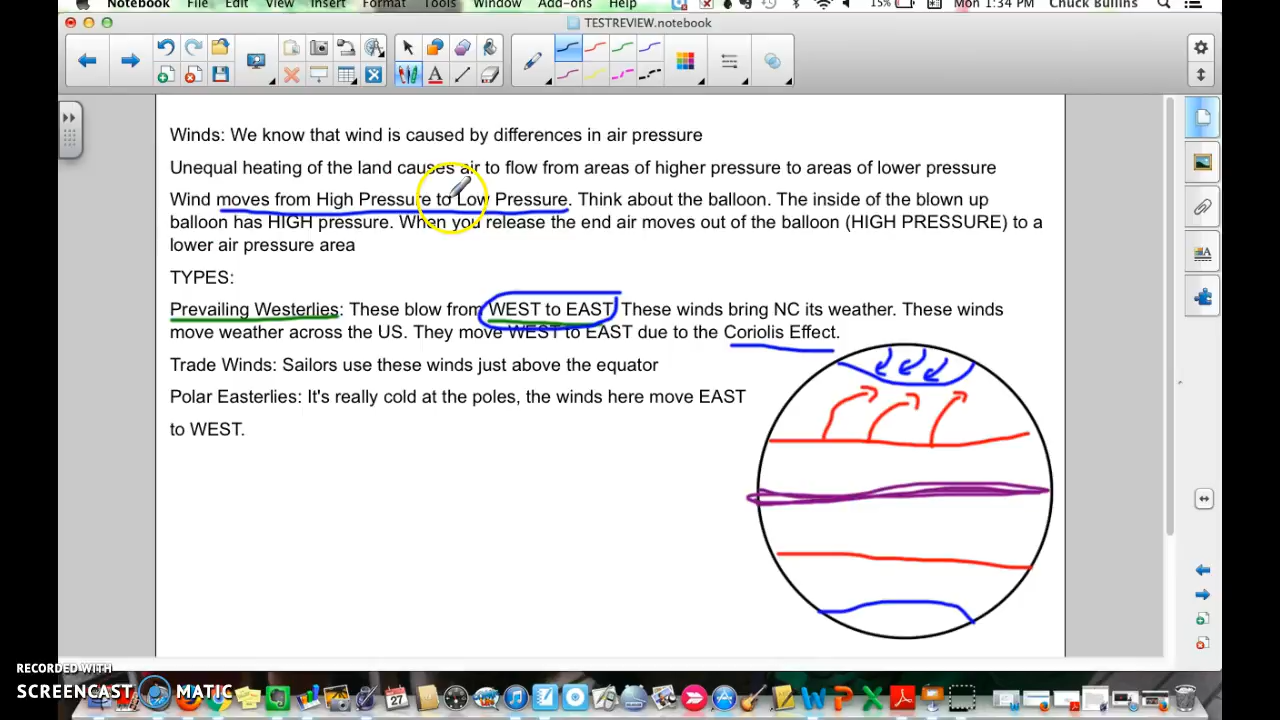 Notebook File Edit View Insert Format Tools Window Add-ons Help 15% Mon 1:34 PM Chuck Bullins
TESTREVIEW.notebook
Winds: We know that wind is caused by differences in air pressure
Unequal heating of the land causes air to flow from areas of higher pressure to areas of lower pressure
Wind moves from High Pressure to Low Pressure. Think about the balloon. The inside of the blown up
balloon has HIGH pressure. When you release the end air moves out of the balloon (HIGH PRESSURE) to a
lower air pressure area
TYPES:
Prevailing Westerlies: These blow from WEST to EAST. These winds bring NC its weather. These winds
move weather across the US. They move WEST to EAST due to the Coriolis Effect.
Trade Winds: Sailors use these winds just above the equator
Polar Easterlies: It's really cold at the poles, the winds here move EAST
to WEST.
RECORDED WITH
SCREENCAST MATIC